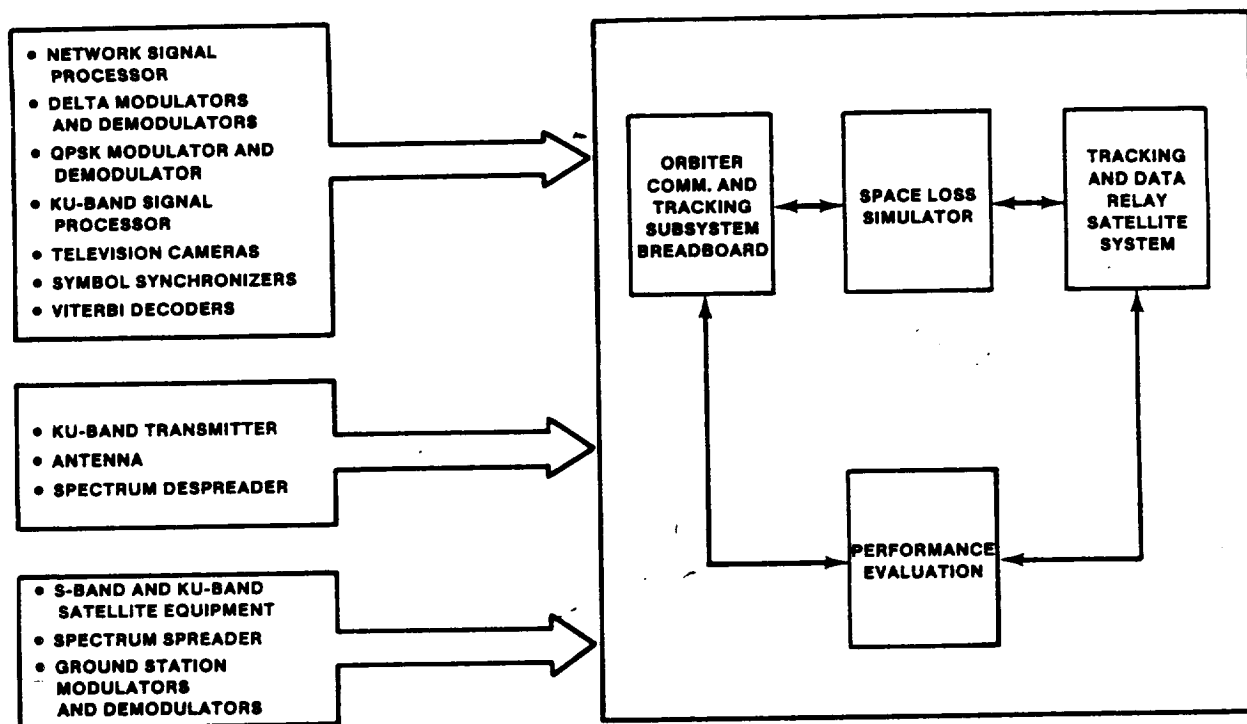 • NETWORK SIGNAL
PROCESSOR
• DELTA MODULATORS
AND DEMODULATORS
• QPSK MODULATOR AND
DEMODULATOR
• KU-BAND SIGNAL
PROCESSOR
• TELEVISION CAMERAS
• SYMBOL SYNCHRONIZERS
• VITERBI DECODERS
• KU-BAND TRANSMITTER
• ANTENNA
• SPECTRUM DESPREADER
• S-BAND AND KU-BAND
SATELLITE EQUIPMENT
• SPECTRUM SPREADER
• GROUND STATION
MODULATORS
AND DEMODULATORS
ORBITER
COMM. AND
TRACKING
SUBSYSTEM
BREADBOARD
SPACE LOSS
SIMULATOR
TRACKING
AND DATA
RELAY
SATELLITE
SYSTEM
PERFORMANCE
EVALUATION